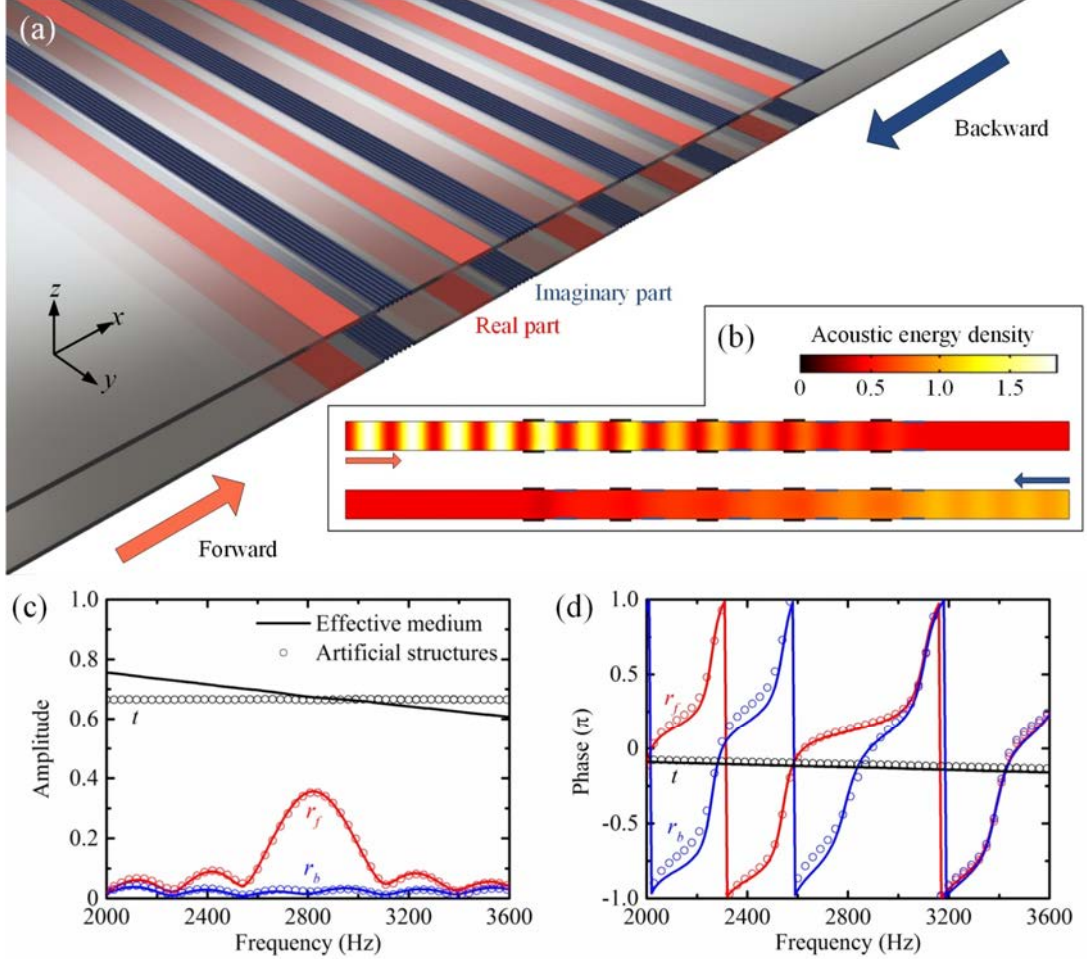 (a)
Backward
z
x
y
Imaginary part
Real part
Forward
(b)
Acoustic energy density
0 0.5 1.0 1.5
(c)
1.0
0.8
0.6
0.4
0.2
0
Amplitude
Effective medium
Artificial structures
t
r_f
r_b
2000 2400 2800 3200 3600
Frequency (Hz)
(d)
1.0
0.5
0
-0.5
-1.0
Phase (π)
r_f
t
r_b
2000 2400 2800 3200 3600
Frequency (Hz)